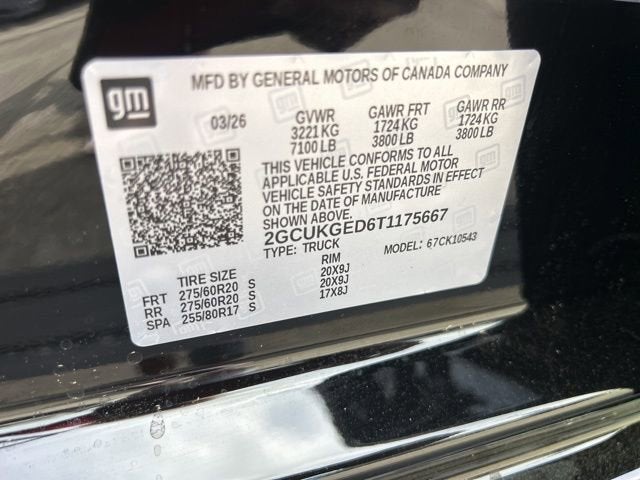 gm
MFD BY GENERAL MOTORS OF CANADA COMPANY
03/26 GVWR GAWR FRT GAWR RR
3221 KG 1724 KG 1724 KG
7100 LB 3800 LB 3800 LB
THIS VEHICLE CONFORMS TO ALL
APPLICABLE U.S. FEDERAL MOTOR
VEHICLE SAFETY STANDARDS IN EFFECT
ON THE DATE OF MANUFACTURE
SHOWN ABOVE.
2GCUKGED6T1175667
TYPE: TRUCK MODEL: 67CK10543
TIRE SIZE RIM
FRT 275/60R20 S 20X9J
RR 275/60R20 S 20X9J
SPA 255/80R17 S 17X8J